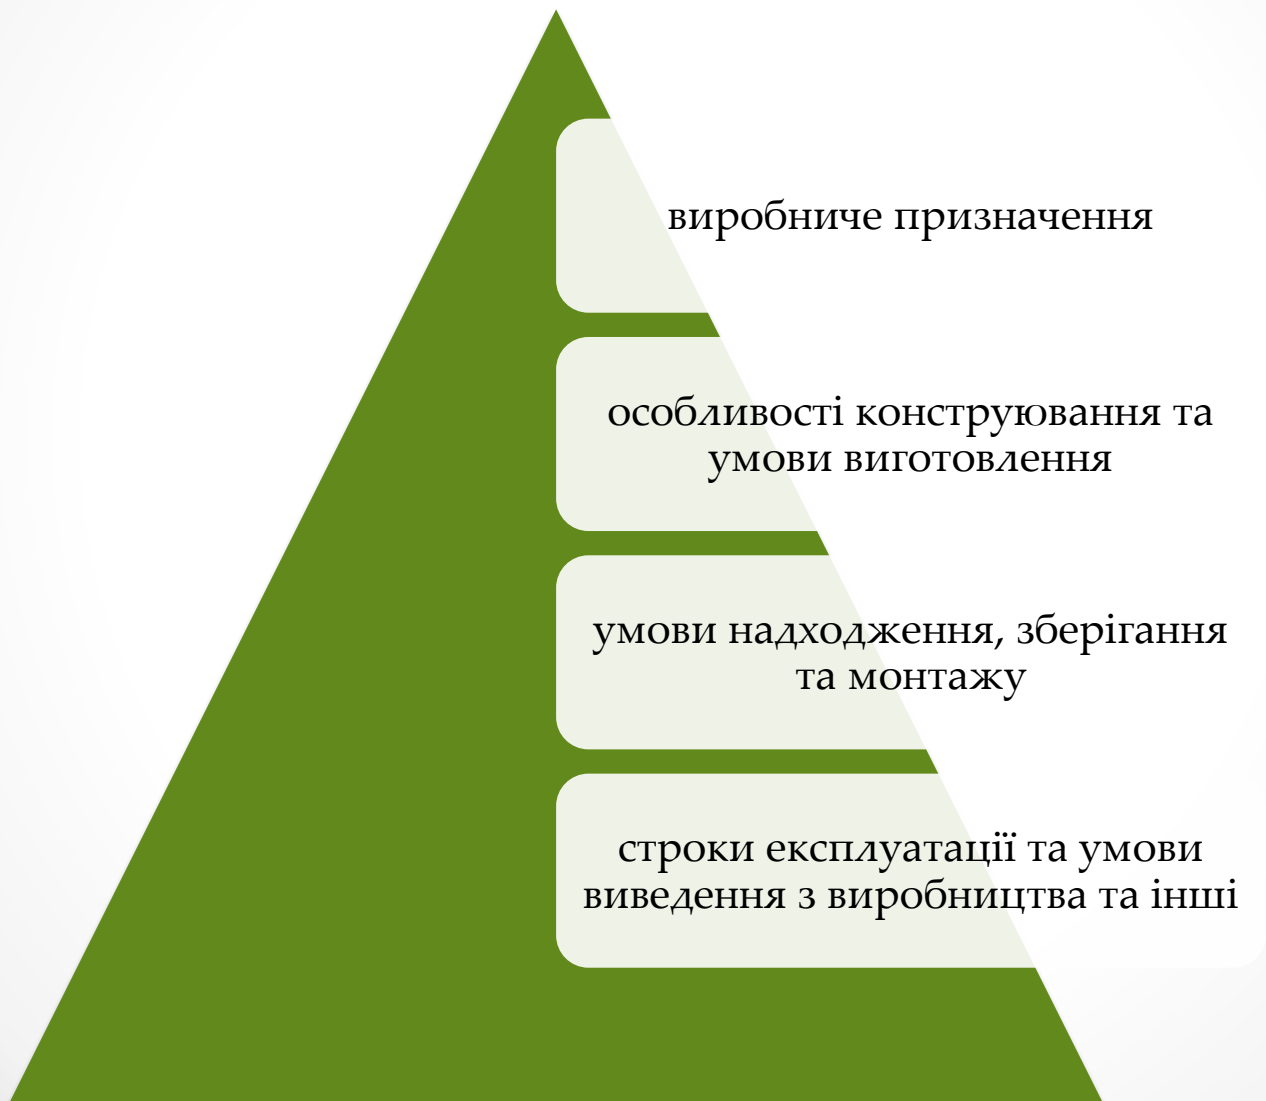 виробниче призначення
особливості конструювання та
умови виготовлення
умови надходження, зберігання
та монтажу
строки експлуатації та умови
виведення з виробництва та інші